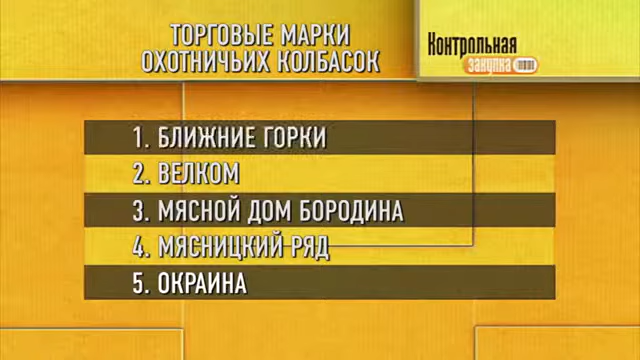 ТОРГОВЫЕ МАРКИ
ОХОТНИЧЬИХ КОЛБАСОК
Контрольная
закупка
1. БЛИЖНИЕ ГОРКИ
2. ВЕЛКОМ
3. МЯСНОЙ ДОМ БОРОДИНА
4. МЯСНИЦКИЙ РЯД
5. ОКРАИНА